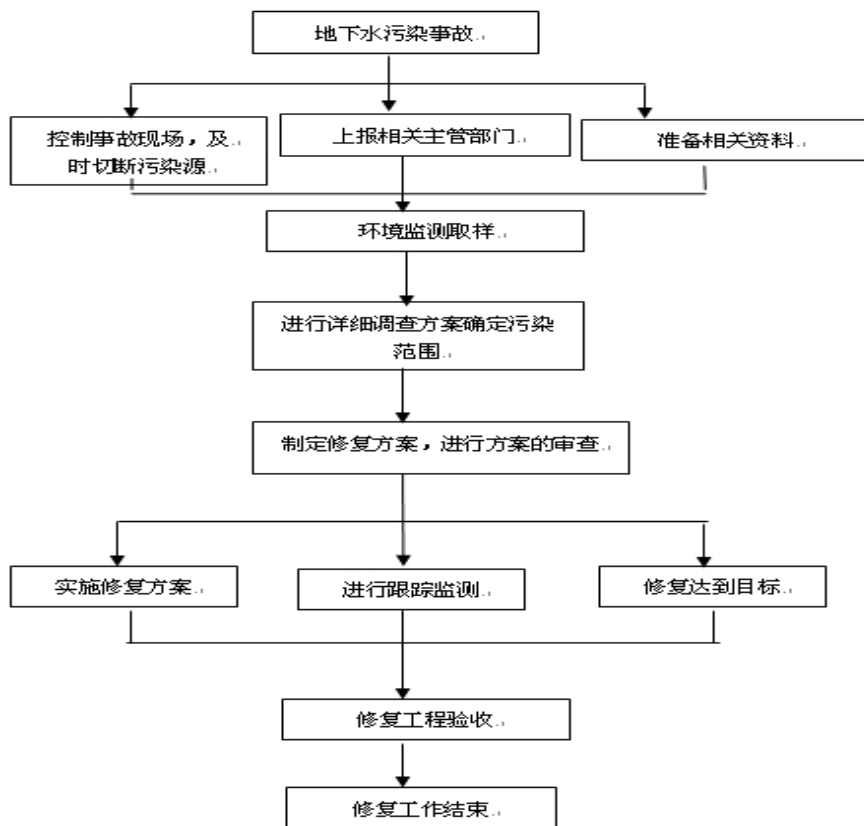 地下水污染事故
控制事故现场，及
时切断污染源
上报相关主管部门
准备相关资料
环境监测取样
进行详细调查方案确定污染
范围
制定修复方案，进行方案的审查
实施修复方案
进行跟踪监测
修复达到目标
修复工程验收
修复工作结束